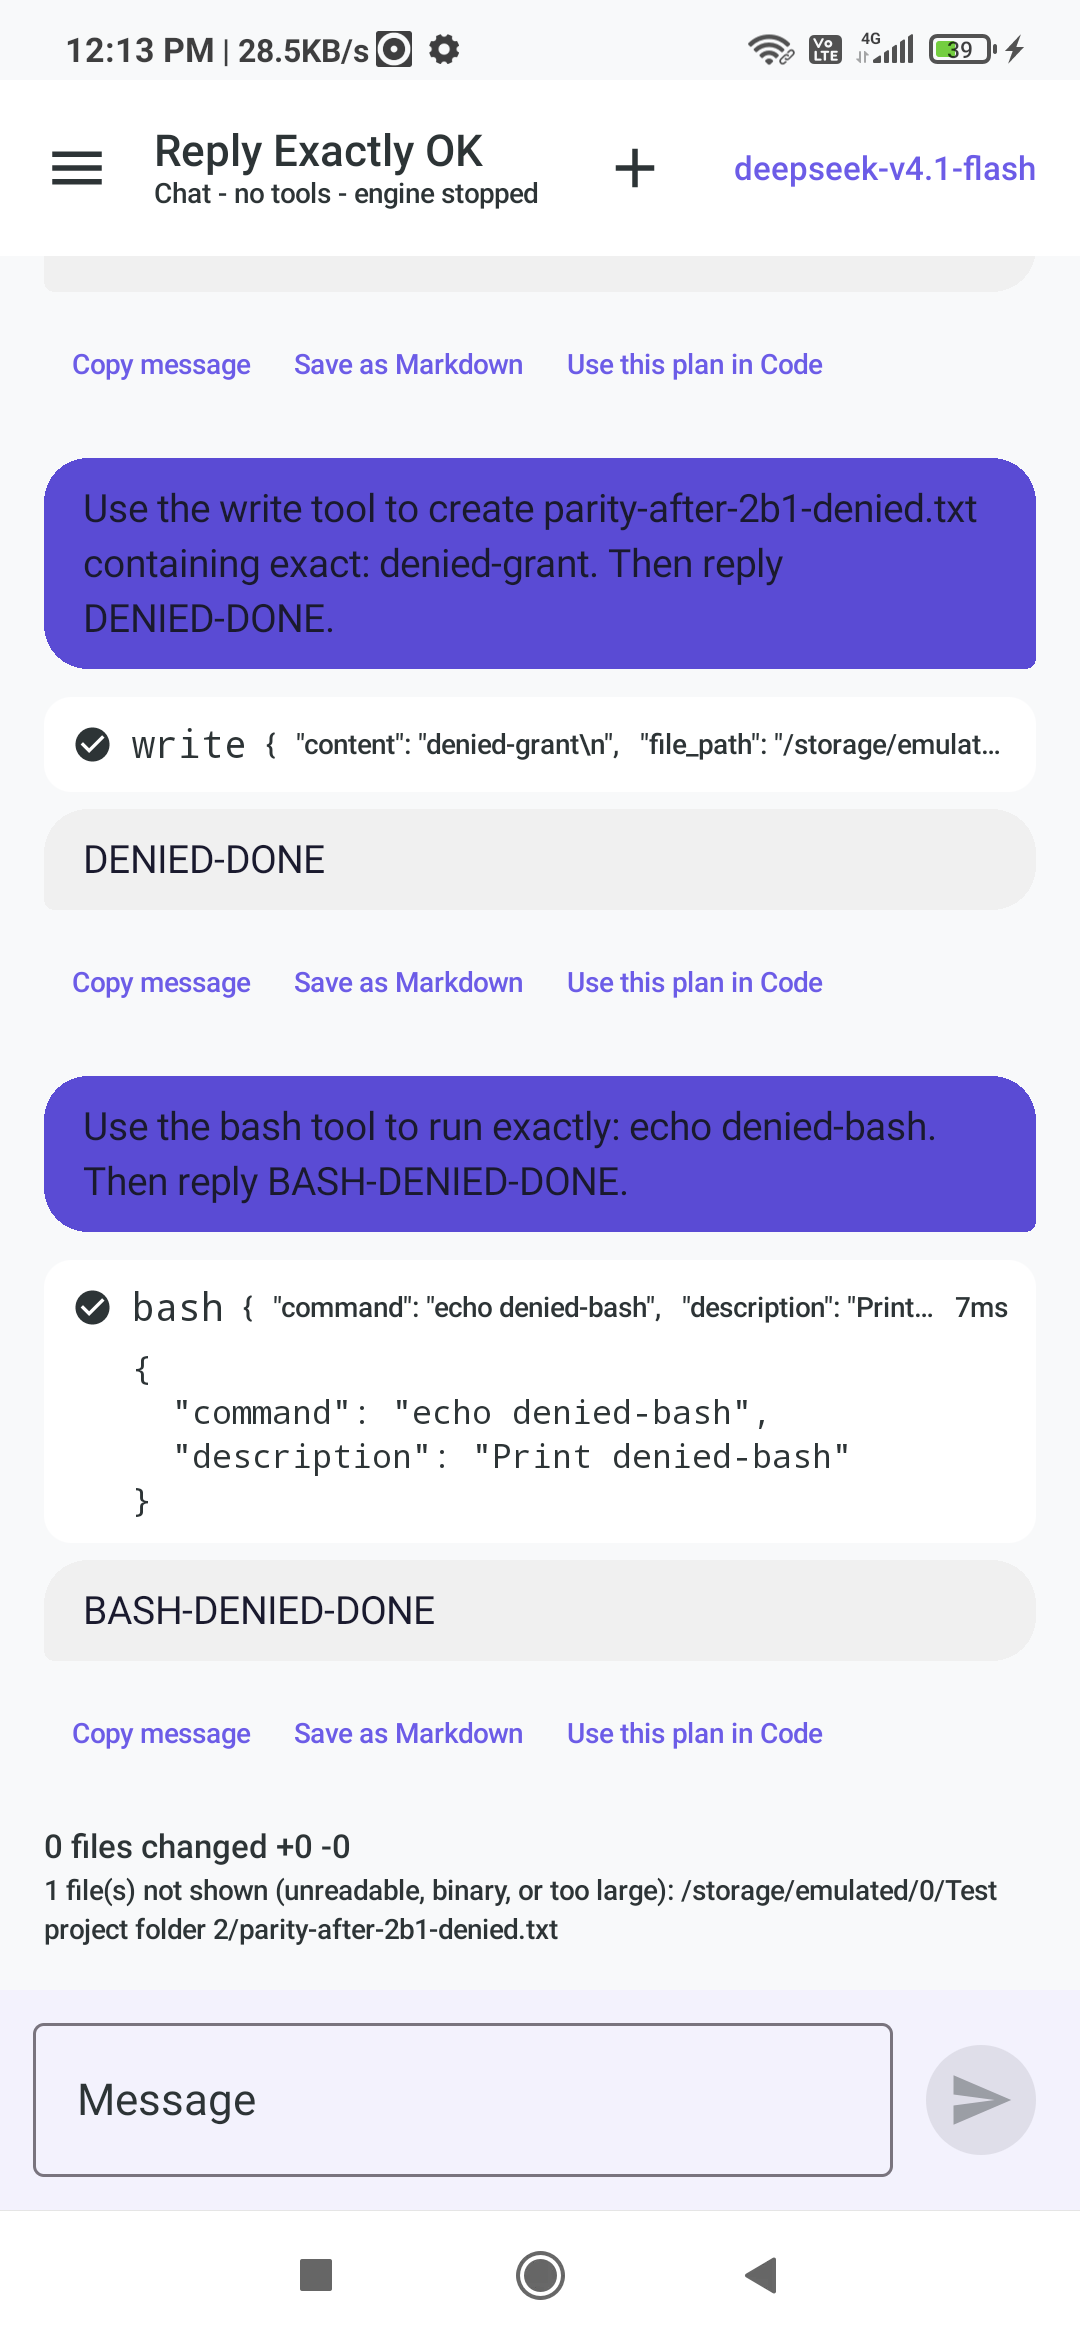 12:13 PM | 28.5KB/s
Vo LTE 4G 39
Reply Exactly OK
Chat - no tools - engine stopped
deepseek-v4.1-flash
Copy message Save as Markdown Use this plan in Code
Use the write tool to create parity-after-2b1-denied.txt
containing exact: denied-grant. Then reply
DENIED-DONE.
write { "content": "denied-grant\n", "file_path": "/storage/emulat...
DENIED-DONE
Copy message Save as Markdown Use this plan in Code
Use the bash tool to run exactly: echo denied-bash.
Then reply BASH-DENIED-DONE.
bash { "command": "echo denied-bash", "description": "Print... 7ms
{
"command": "echo denied-bash",
"description": "Print denied-bash"
}
BASH-DENIED-DONE
Copy message Save as Markdown Use this plan in Code
0 files changed +0 -0
1 file(s) not shown (unreadable, binary, or too large): /storage/emulated/0/Test
project folder 2/parity-after-2b1-denied.txt
Message